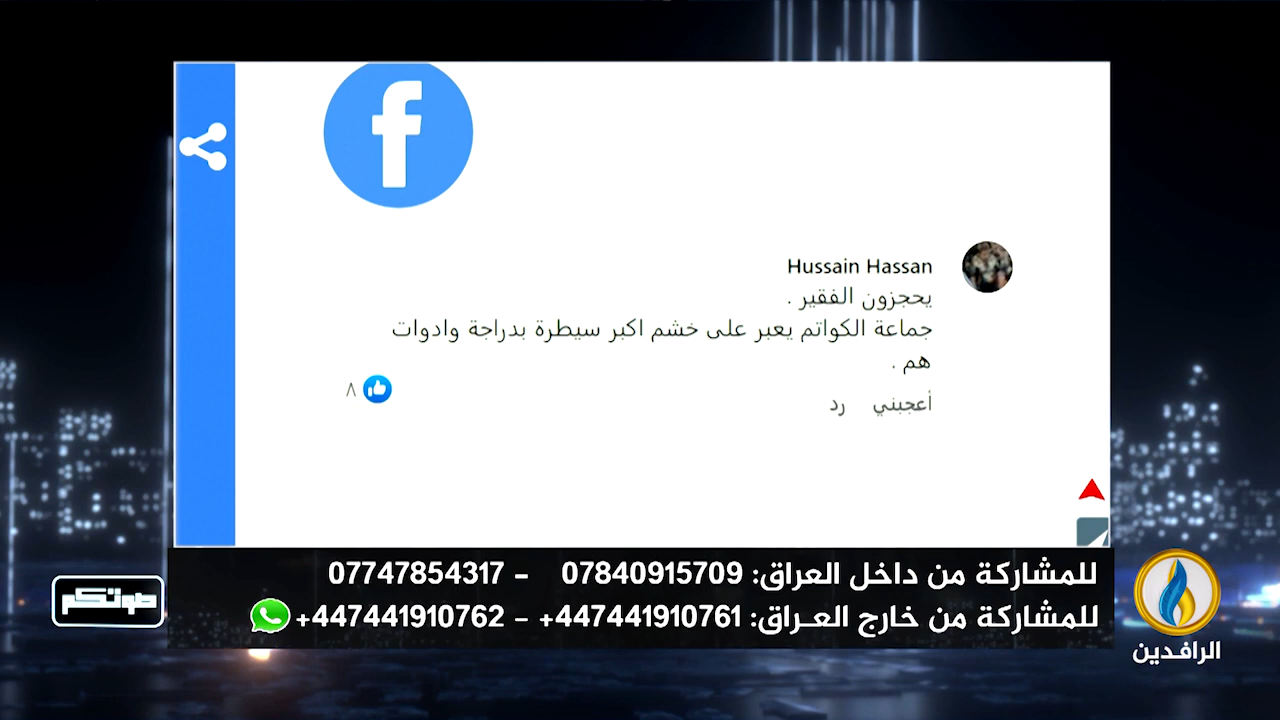 Hussain Hassan
يحجزون الفقير .
جماعة الكواتم يعبر على خشم اكبر سيطرة بدراجة وادوات
هم .
٨
أعجبني رد
للمشاركة من داخل العراق: 07840915709 - 07747854317
للمشاركة من خارج العـراق: 447441910761+ - 447441910762+
صوتكم
الرافدين